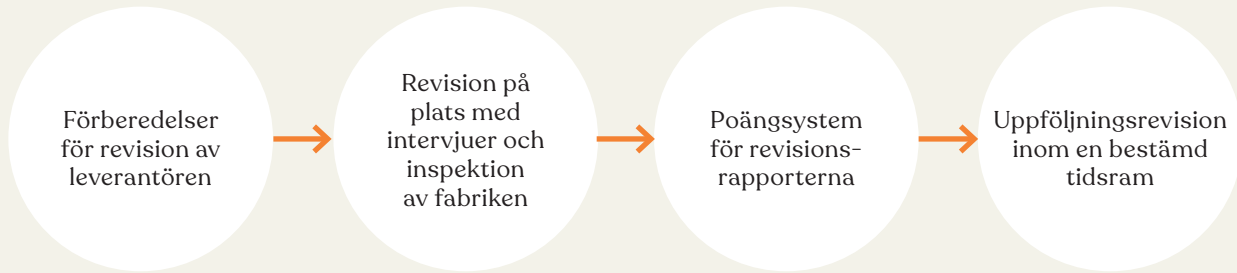 Förberedelser
för revision av
leverantören
Revision på
plats med
intervjuer och
inspektion
av fabriken
Poängsystem
för revisions-
rapporterna
Uppföljningsrevision
inom en bestämd
tidsram